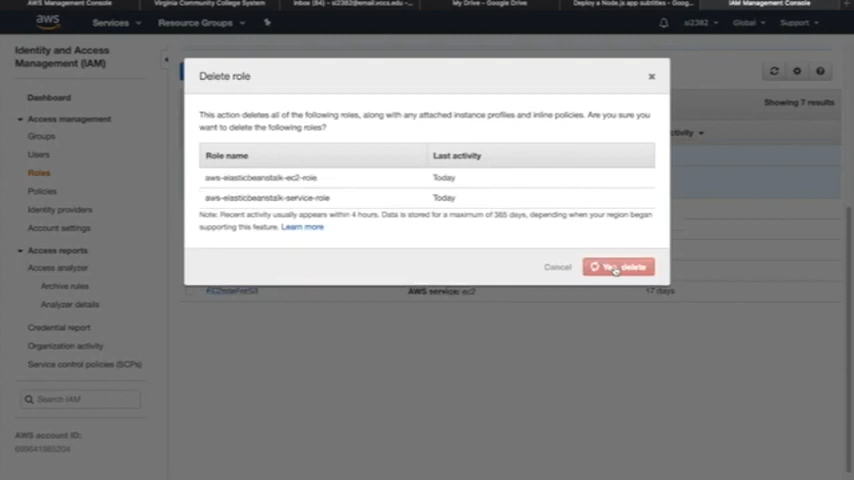 AWS Management Console
Virginia Community College System
Inbox (84) - si2382@email.vccs.edu -...
My Drive - Google Drive
Deploy a Node.js app subtitles - Goog...
IAM Management Console
aws
Services
Resource Groups
si2382
Global
Support
Identity and Access
Management (IAM)
Dashboard
Access management
Groups
Users
Roles
Policies
Identity providers
Account settings
Access reports
Access analyzer
Archive rules
Analyzer details
Credential report
Organization activity
Service control policies (SCPs)
Search IAM
AWS account ID:
Delete role
This action deletes all of the following roles, along with any attached instance profiles and inline policies. Are you sure you
want to delete the following roles?
Role name Last activity
aws-elasticbeanstalk-ec2-role Today
aws-elasticbeanstalk-service-role Today
Note: Recent activity usually appears within 4 hours. Data is stored for a maximum of 365 days, depending when your region began
supporting this feature. Learn more
Cancel
Yes, delete
Showing 7 results
AWS service: ec2
17 days